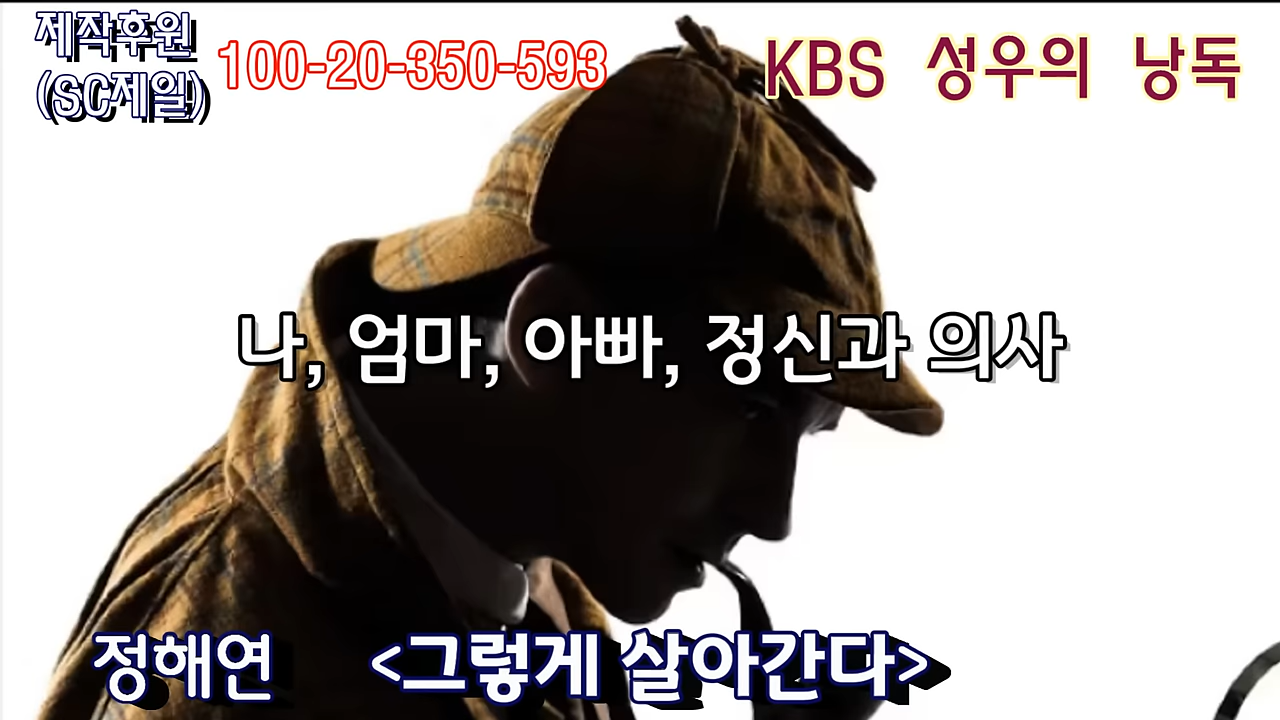 제작후원
(SC제일)
100-20-350-593
KBS 성우의 낭독
나, 엄마, 아빠, 정신과 의사
정해연 <그렇게 살아간다>